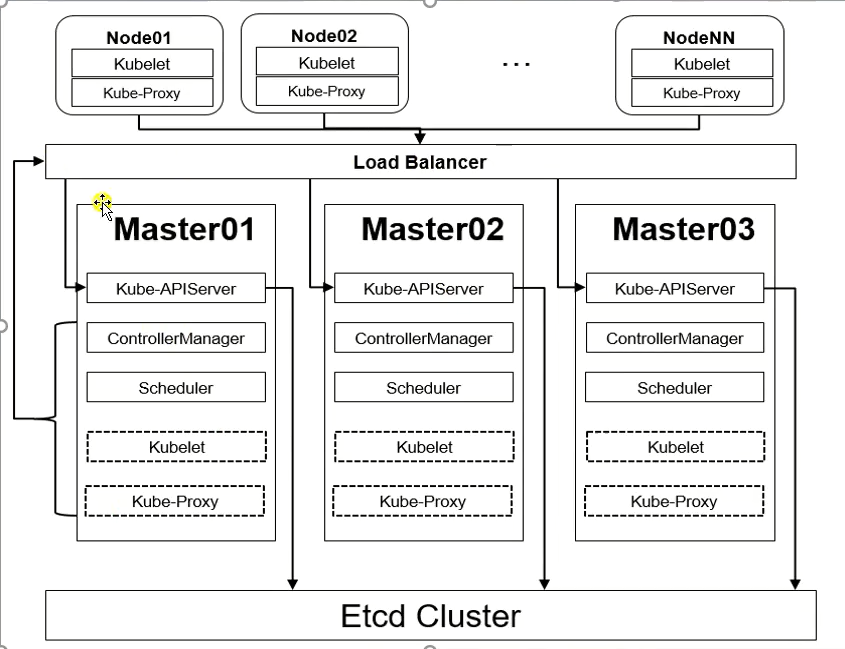 Node01
Kubelet
Kube-Proxy
Node02
Kubelet
Kube-Proxy
...
NodeNN
Kubelet
Kube-Proxy
Load Balancer
Master01
Kube-APIServer
ControllerManager
Scheduler
Kubelet
Kube-Proxy
Master02
Kube-APIServer
ControllerManager
Scheduler
Kubelet
Kube-Proxy
Master03
Kube-APIServer
ControllerManager
Scheduler
Kubelet
Kube-Proxy
Etcd Cluster